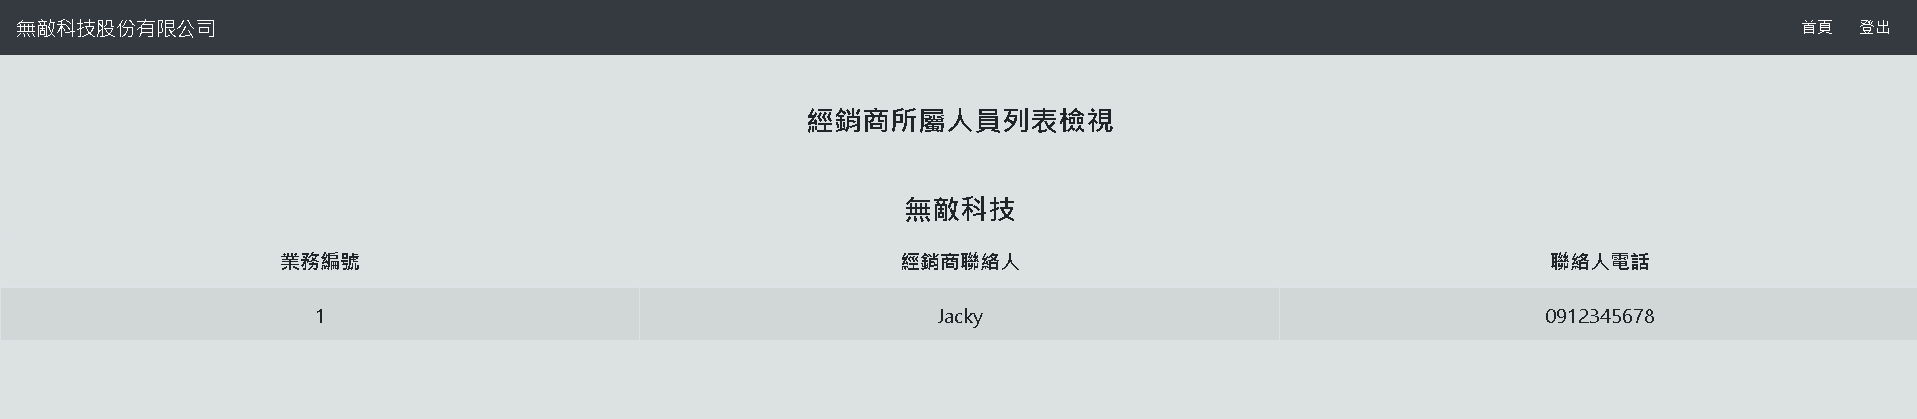 無敵科技股份有限公司 首頁 登出
經銷商所屬人員列表檢視
無敵科技
業務編號 經銷商聯絡人 聯絡人電話
1 Jacky 0912345678